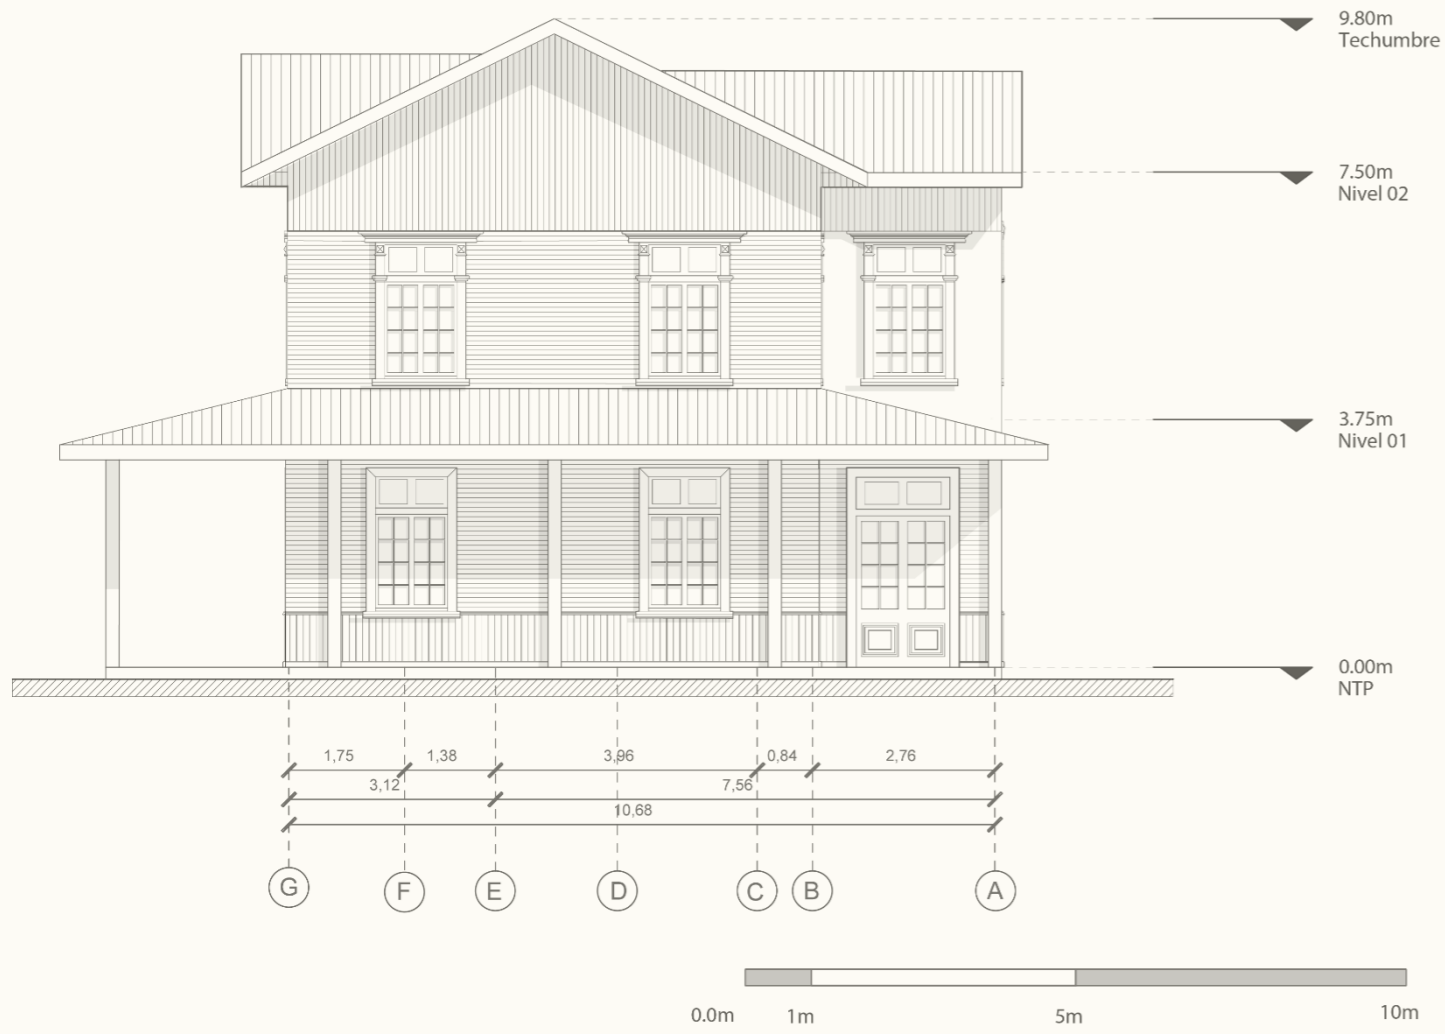 9.80m
Techumbre
7.50m
Nivel 02
3.75m
Nivel 01
0.00m
NTP
1,75 1,38 3,96 0,84 2,76
3,12 7,56
10,68
G F E D C B A
0.0m 1m 5m 10m